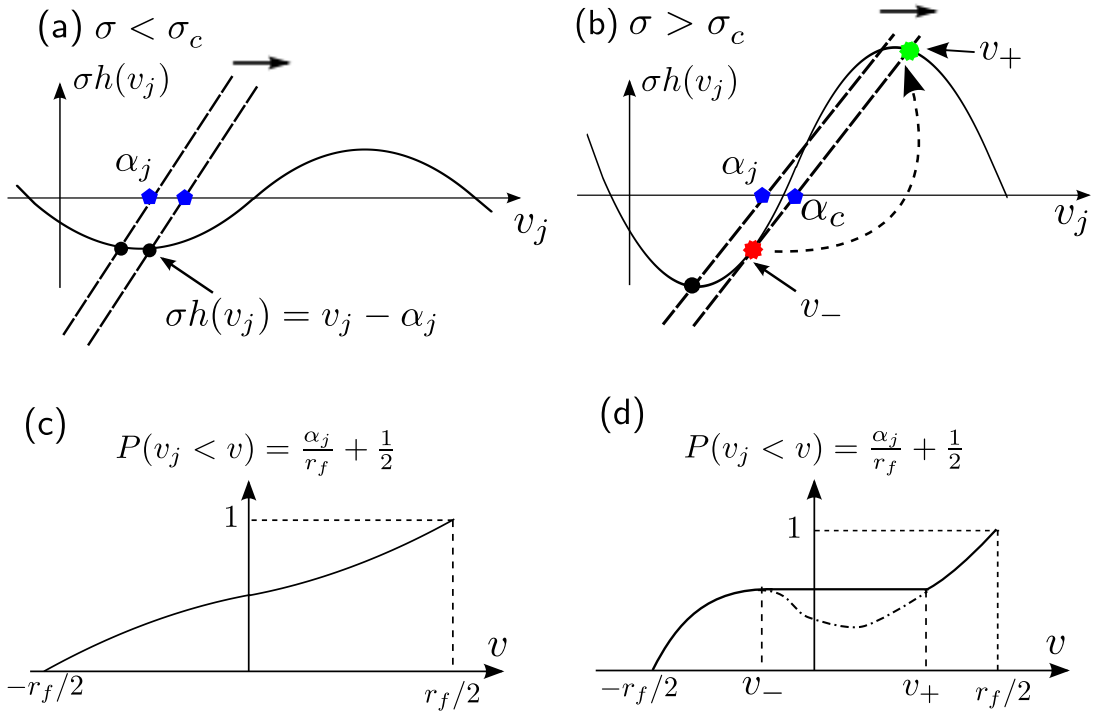 (a) σ < σ_c
σh(v_j)
α_j
v_j
σh(v_j) = v_j − α_j
(b) σ > σ_c
v_+
σh(v_j)
α_j
α_c
v_j
v_−
(c)
P(v_j < v) = α_j/r_f + 1/2
1
v
−r_f/2
r_f/2
(d)
P(v_j < v) = α_j/r_f + 1/2
1
v
−r_f/2 v_− v_+ r_f/2